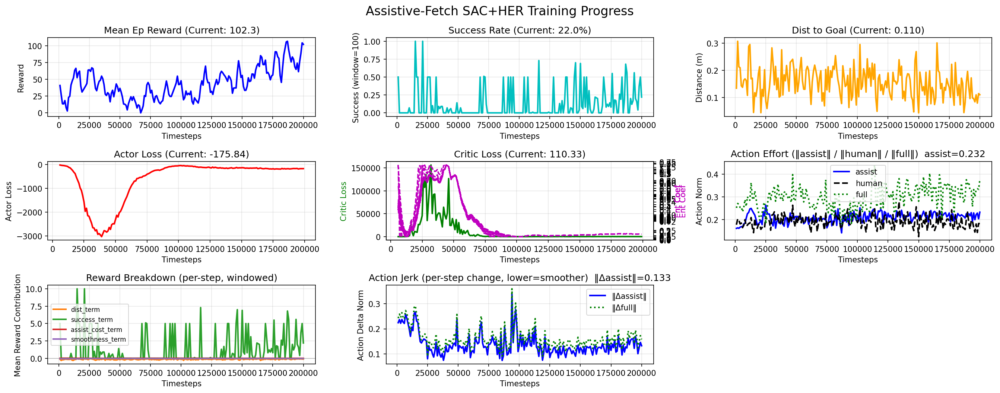 Assistive-Fetch SAC+HER Training Progress
Mean Ep Reward (Current: 102.3)
Reward
100
75
50
25
0
0 25000 50000 75000 100000 125000 150000 175000 200000
Timesteps
Success Rate (Current: 22.0%)
Success (window=100)
1.00
0.75
0.50
0.25
0.00
0 25000 50000 75000 100000 125000 150000 175000 200000
Timesteps
Dist to Goal (Current: 0.110)
Distance (m)
0.3
0.2
0.1
0 25000 50000 75000 100000 125000 150000 175000 200000
Timesteps
Actor Loss (Current: -175.84)
Actor Loss
0
−1000
−2000
−3000
0 25000 50000 75000 100000 125000 150000 175000 200000
Timesteps
Critic Loss (Current: 110.33)
Critic Loss
150000
100000
50000
0
Ent Coef
Ent Coef
0 25000 50000 75000 100000 125000 150000 175000 200000
Timesteps
Action Effort (‖assist‖ / ‖human‖ / ‖full‖)  assist=0.232
Action Norm
0.4
0.3
0.2
assist
human
full
0 25000 50000 75000 100000 125000 150000 175000 200000
Timesteps
Reward Breakdown (per-step, windowed)
Mean Reward Contribution
10.0
7.5
5.0
2.5
0.0
dist_term
success_term
assist_cost_term
smoothness_term
0 25000 50000 75000 100000 125000 150000 175000 200000
Timesteps
Action Jerk (per-step change, lower=smoother)  ‖Δassist‖=0.133
Action Delta Norm
0.3
0.2
0.1
‖Δassist‖
‖Δfull‖
0 25000 50000 75000 100000 125000 150000 175000 200000
Timesteps